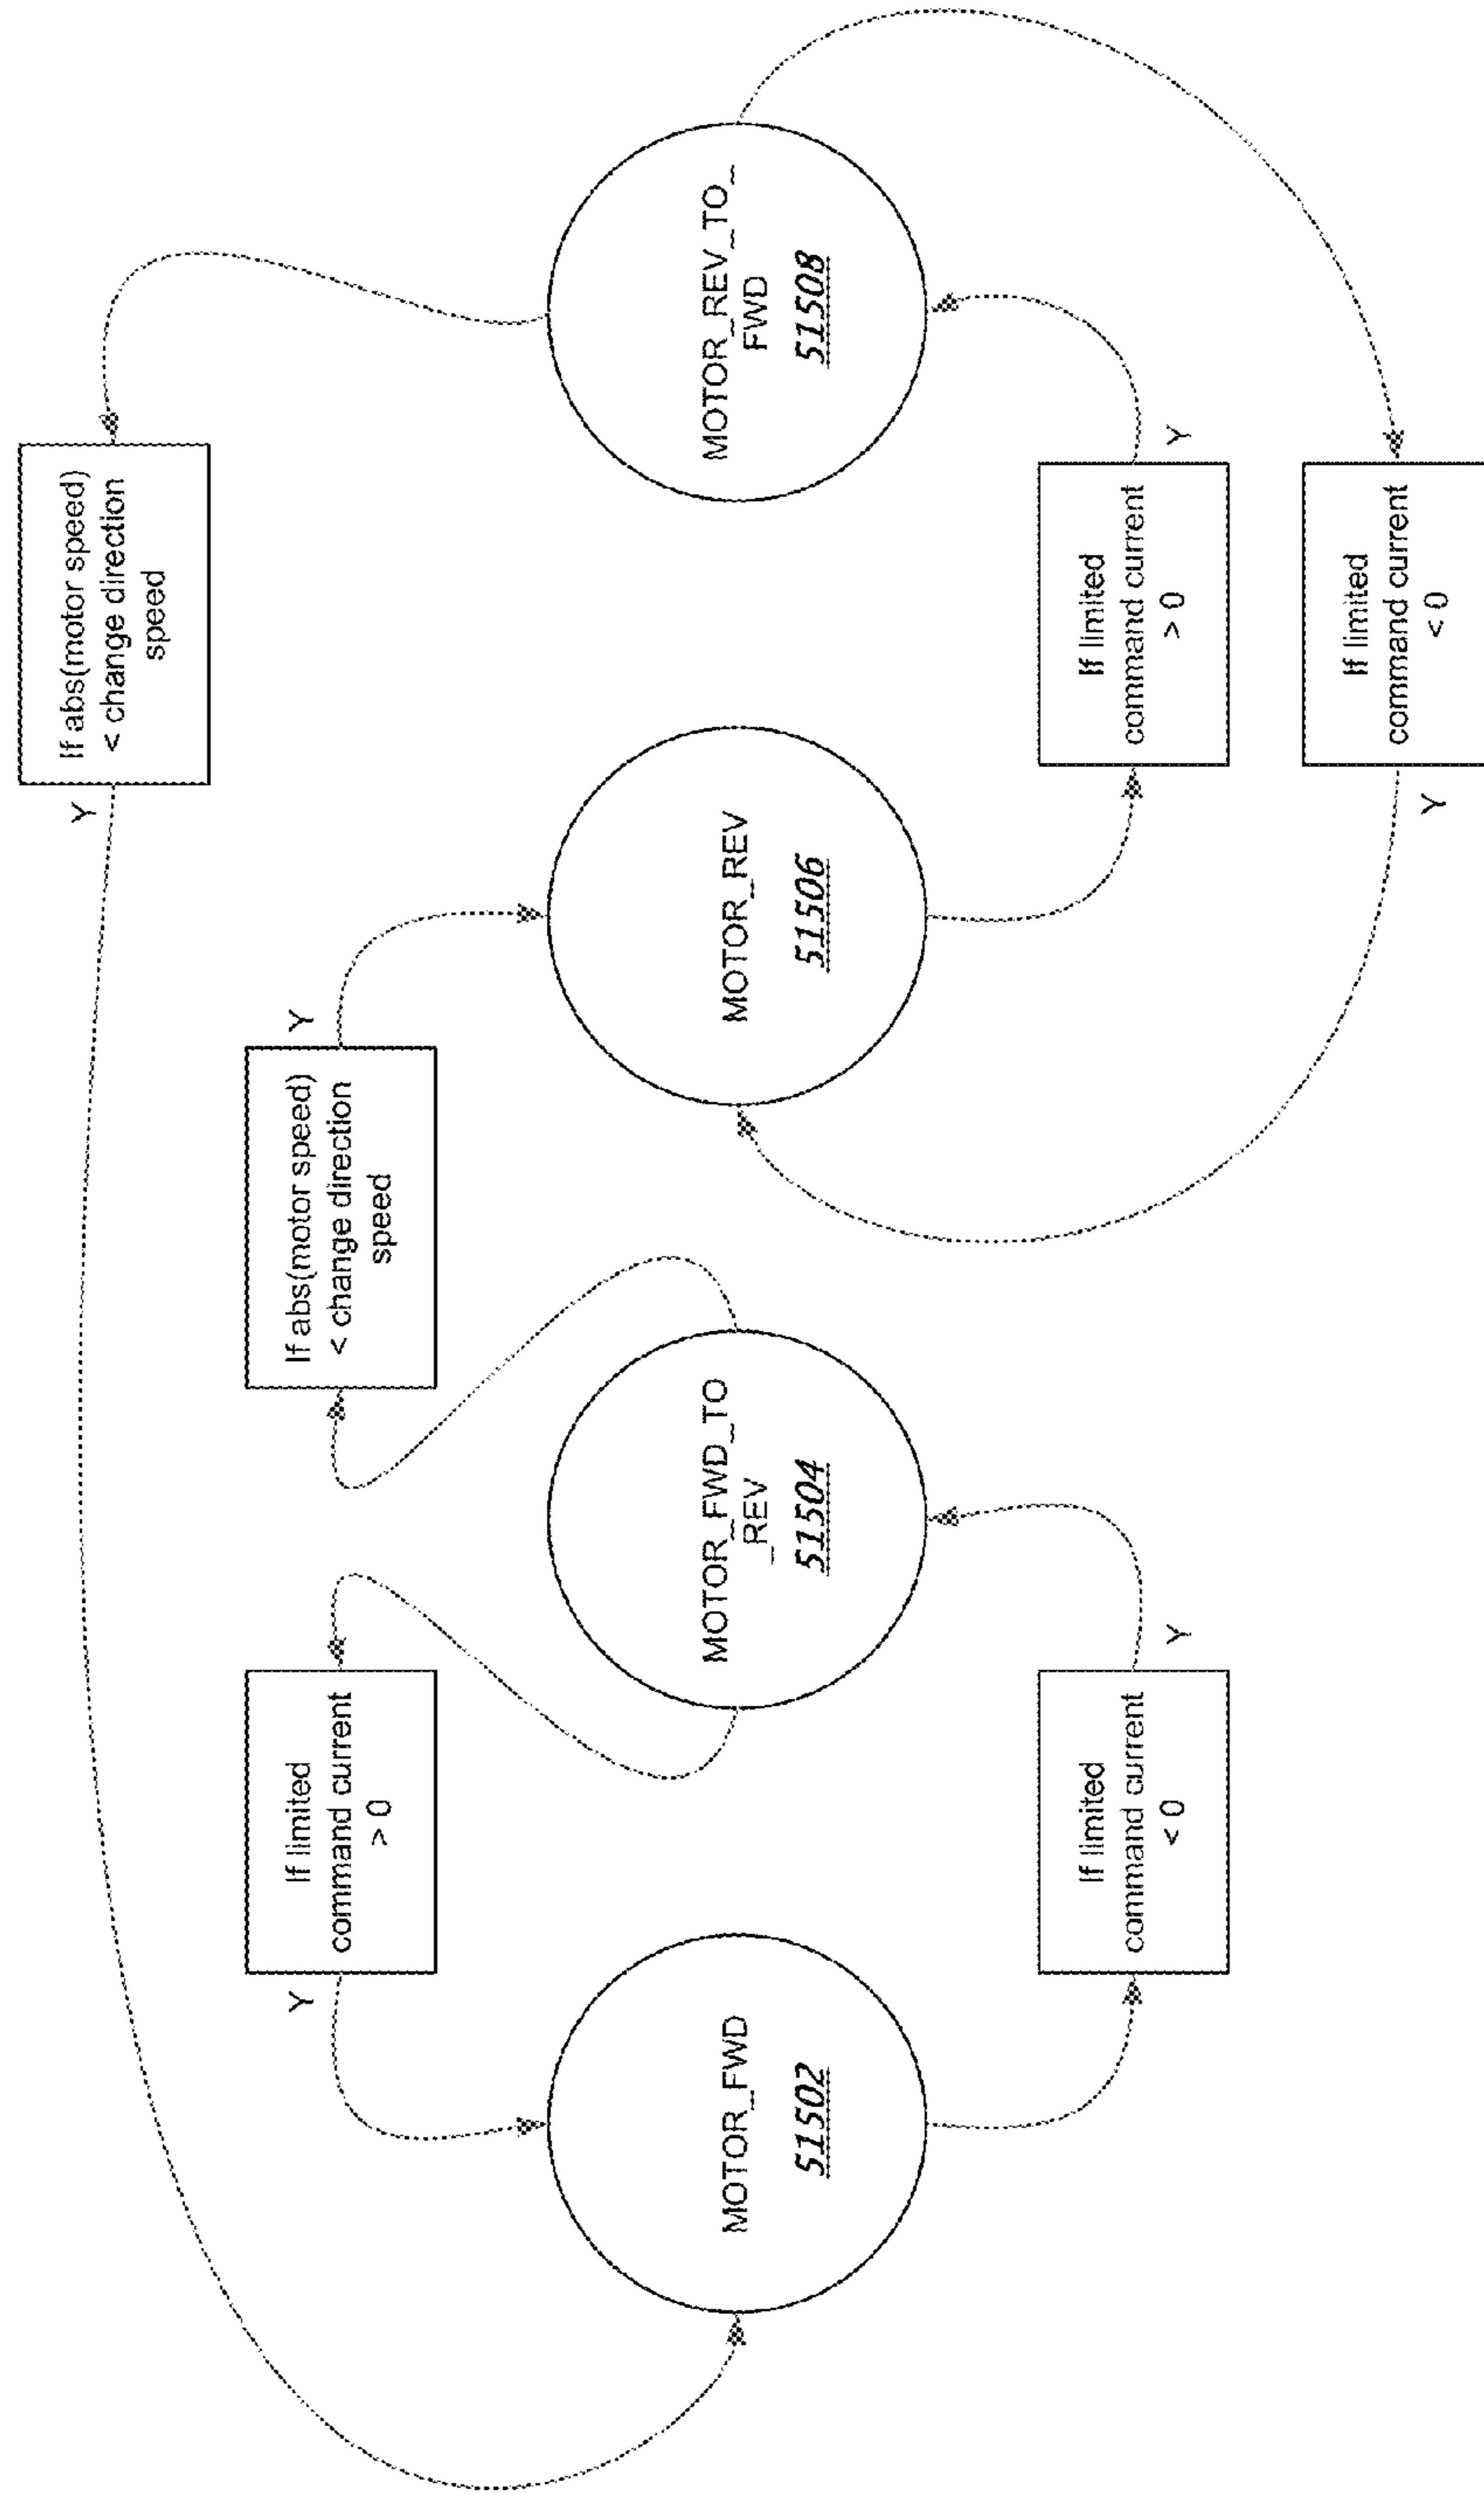 If abs(motor speed)
< change direction
speed
Y
If limited
command current
> 0
Y
If abs(motor speed)
< change direction
speed
Y
MOTOR_FWD
51502
MOTOR_FWD_TO
_REV
51504
MOTOR_REV
51506
MOTOR_REV_TO_
FWD
51508
If limited
command current
< 0
Y
If limited
command current
> 0
Y
If limited
command current
< 0
Y